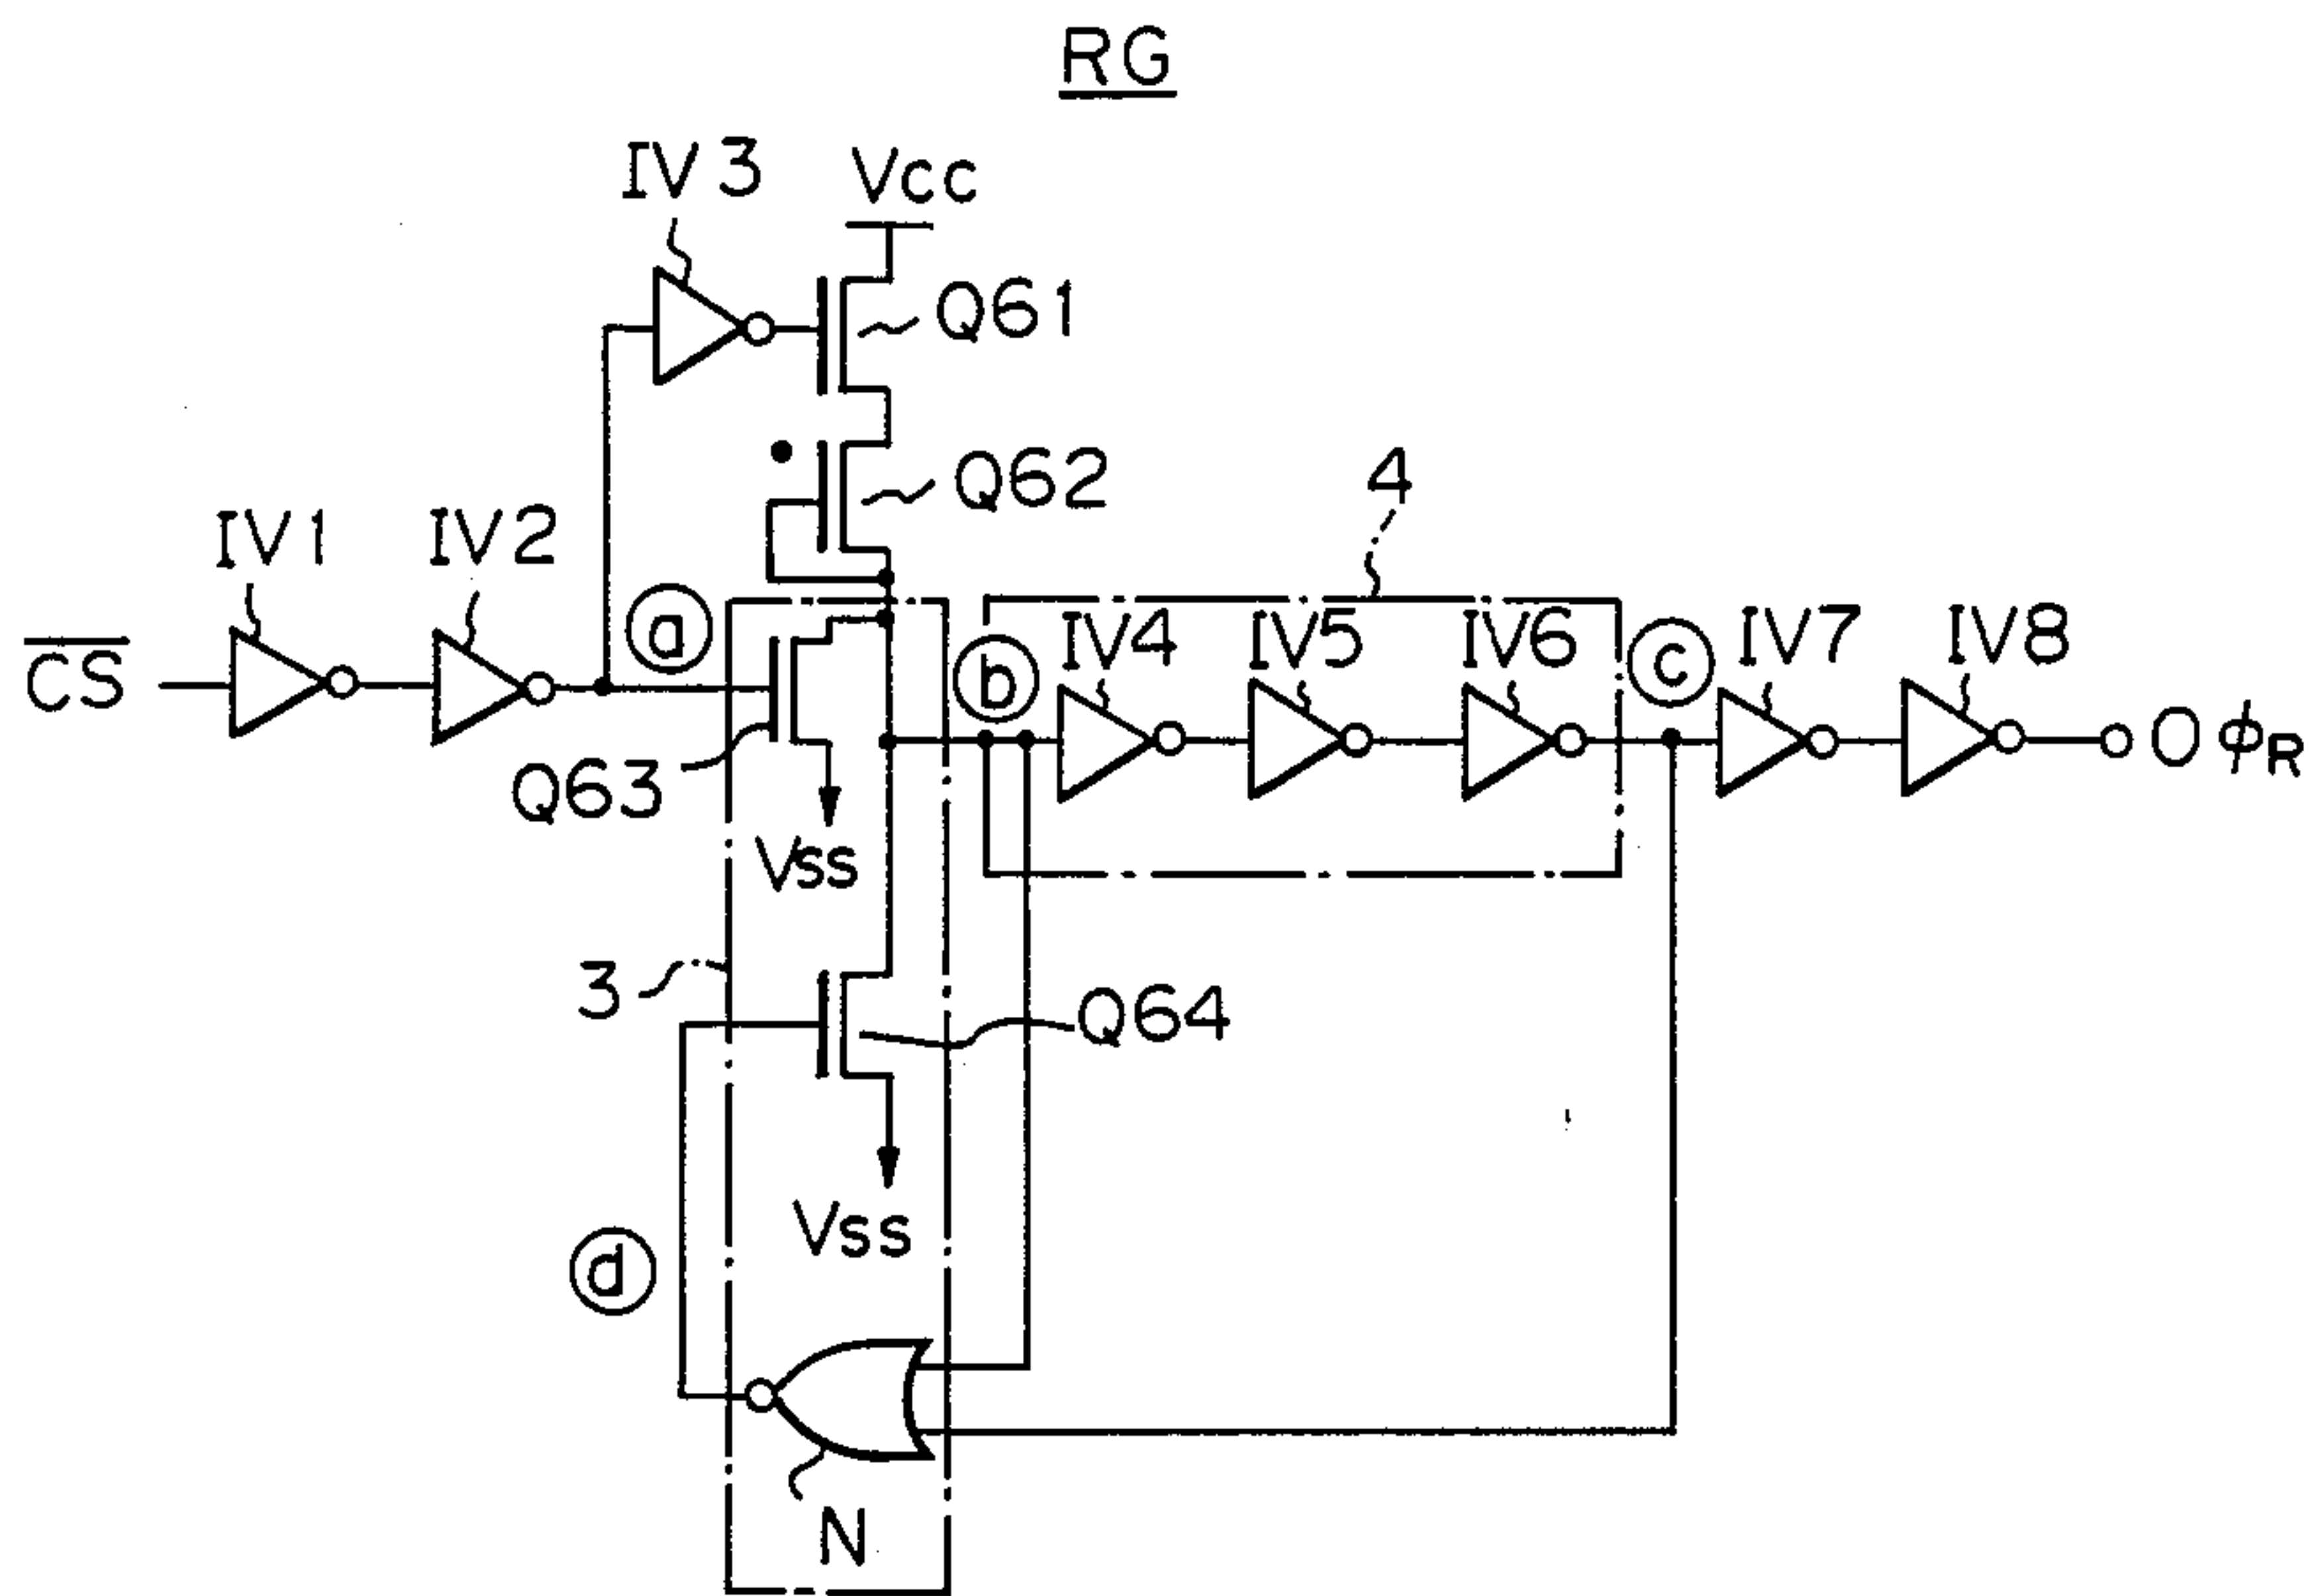 RG
IV3
Vcc
Q61
Q62
4
IV1
IV2
a
CS
b
IV4
IV5
IV6
c
IV7
IV8
O φR
Q63
Vss
3
Q64
Vss
d
N